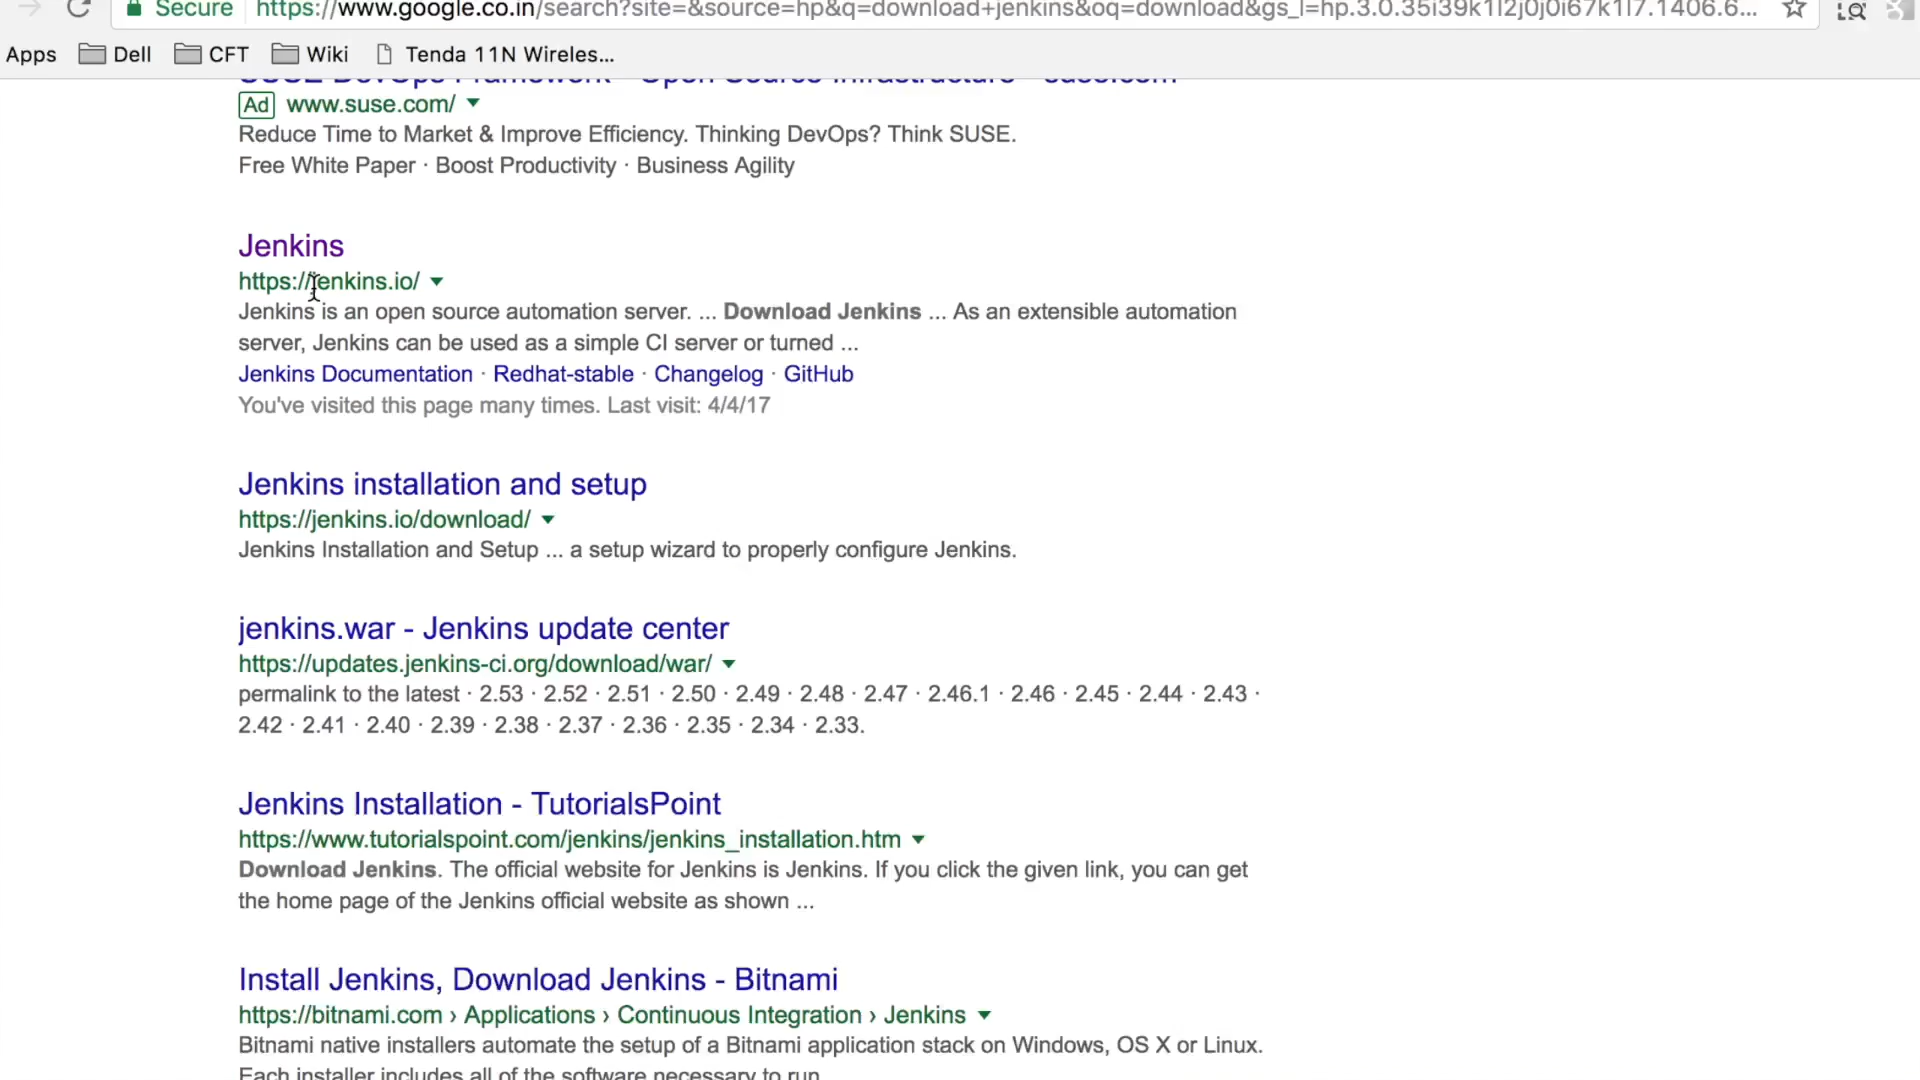 Secure https://www.google.co.in/search?site=&source=hp&q=download+jenkins&oq=download&gs_l=hp.3.0.35i39k1l2j0j0i67k1l7.1406.6...
Apps Dell CFT Wiki Tenda 11N Wireles...
SUSE DevOps Framework - Open Source Infrastructure - suse.com
Ad www.suse.com/
Reduce Time to Market & Improve Efficiency. Thinking DevOps? Think SUSE.
Free White Paper · Boost Productivity · Business Agility
Jenkins
https://jenkins.io/
Jenkins is an open source automation server. ... Download Jenkins ... As an extensible automation
server, Jenkins can be used as a simple CI server or turned ...
Jenkins Documentation · Redhat-stable · Changelog · GitHub
You've visited this page many times. Last visit: 4/4/17
Jenkins installation and setup
https://jenkins.io/download/
Jenkins Installation and Setup ... a setup wizard to properly configure Jenkins.
jenkins.war - Jenkins update center
https://updates.jenkins-ci.org/download/war/
permalink to the latest · 2.53 · 2.52 · 2.51 · 2.50 · 2.49 · 2.48 · 2.47 · 2.46.1 · 2.46 · 2.45 · 2.44 · 2.43 ·
2.42 · 2.41 · 2.40 · 2.39 · 2.38 · 2.37 · 2.36 · 2.35 · 2.34 · 2.33.
Jenkins Installation - TutorialsPoint
https://www.tutorialspoint.com/jenkins/jenkins_installation.htm
Download Jenkins. The official website for Jenkins is Jenkins. If you click the given link, you can get
the home page of the Jenkins official website as shown ...
Install Jenkins, Download Jenkins - Bitnami
https://bitnami.com › Applications › Continuous Integration › Jenkins
Bitnami native installers automate the setup of a Bitnami application stack on Windows, OS X or Linux.
Each installer includes all of the software necessary to run